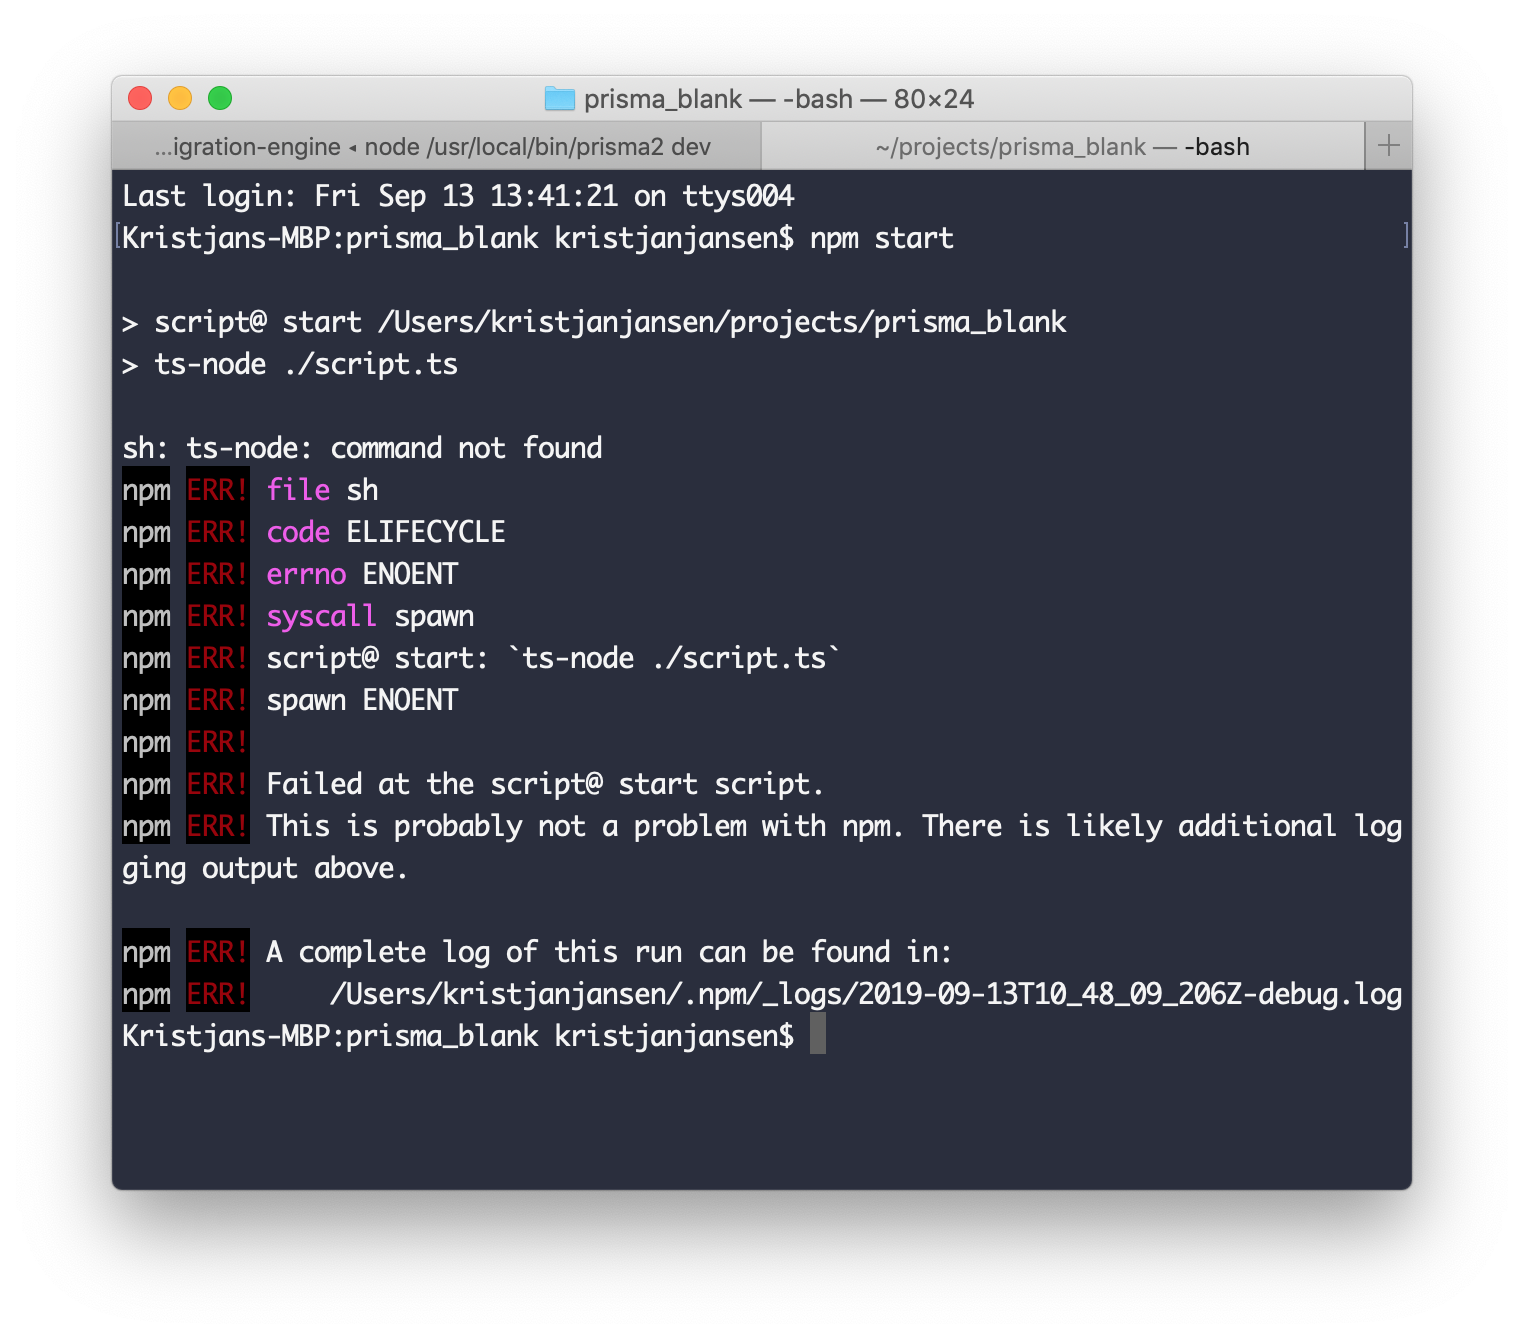 prisma_blank — -bash — 80×24
...igration-engine ◂ node /usr/local/bin/prisma2 dev
~/projects/prisma_blank — -bash
Last login: Fri Sep 13 13:41:21 on ttys004
[Kristjans-MBP:prisma_blank kristjanjansen$ npm start ]
> script@ start /Users/kristjanjansen/projects/prisma_blank
> ts-node ./script.ts
sh: ts-node: command not found
npm ERR! file sh
npm ERR! code ELIFECYCLE
npm ERR! errno ENOENT
npm ERR! syscall spawn
npm ERR! script@ start: `ts-node ./script.ts`
npm ERR! spawn ENOENT
npm ERR!
npm ERR! Failed at the script@ start script.
npm ERR! This is probably not a problem with npm. There is likely additional log
ging output above.
npm ERR! A complete log of this run can be found in:
npm ERR!     /Users/kristjanjansen/.npm/_logs/2019-09-13T10_48_09_206Z-debug.log
Kristjans-MBP:prisma_blank kristjanjansen$